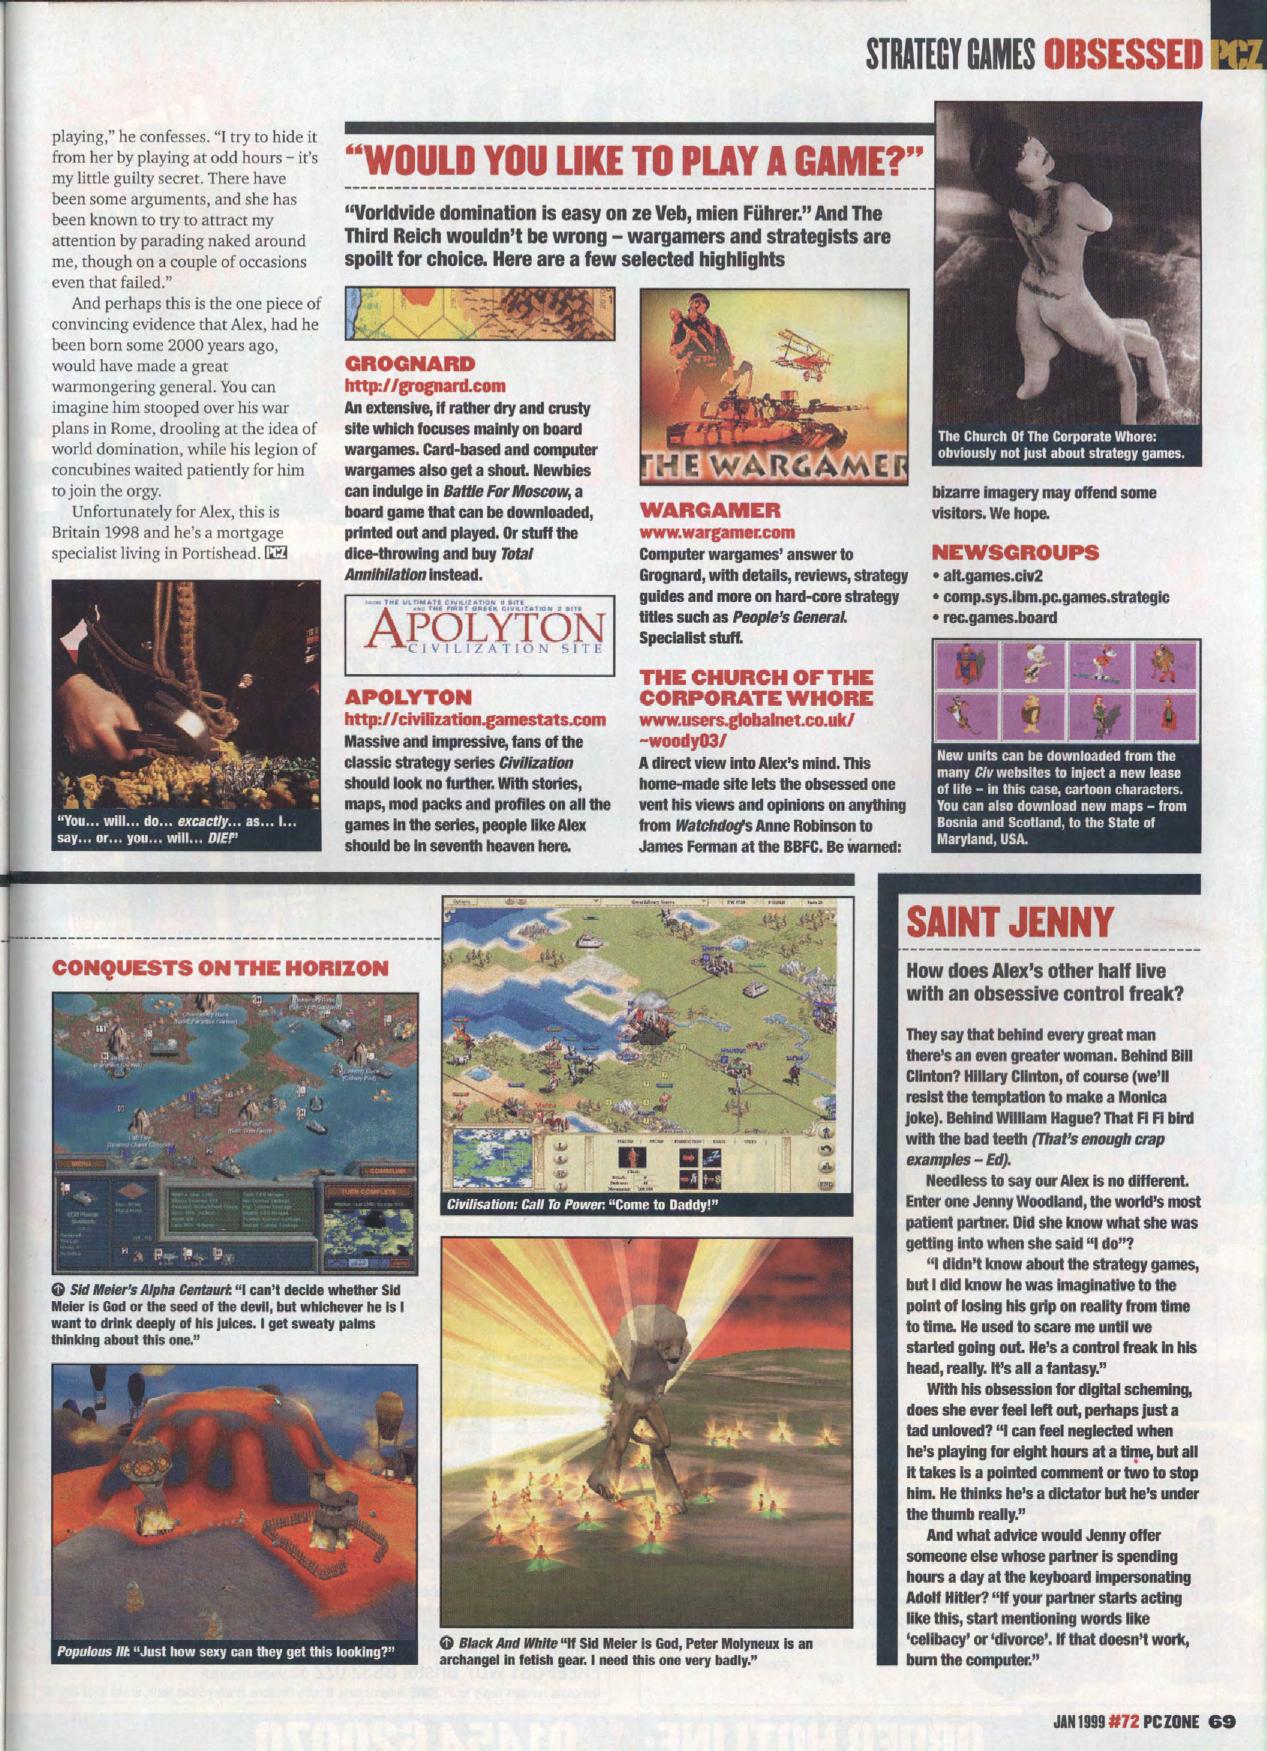 STRATEGY GAMES OBSESSED PCZ
playing,” he confesses. “I try to hide it
from her by playing at odd hours – it’s
my little guilty secret. There have
been some arguments, and she has
been known to try to attract my
attention by parading naked around
me, though on a couple of occasions
even that failed.”
And perhaps this is the one piece of
convincing evidence that Alex, had he
been born some 2000 years ago,
would have made a great
warmongering general. You can
imagine him stooped over his war
plans in Rome, drooling at the idea of
world domination, while his legion of
concubines waited patiently for him
to join the orgy.
Unfortunately for Alex, this is
Britain 1998 and he’s a mortgage
specialist living in Portishead. PCZ
“You... will... do... excactly... as... I...
say... or... you... will... DIE!”
“WOULD YOU LIKE TO PLAY A GAME?”
“Vorldvide domination is easy on ze Veb, mien Führer.” And The
Third Reich wouldn’t be wrong – wargamers and strategists are
spoilt for choice. Here are a few selected highlights
GROGNARD
http://grognard.com
An extensive, if rather dry and crusty
site which focuses mainly on board
wargames. Card-based and computer
wargames also get a shout. Newbies
can indulge in Battle For Moscow, a
board game that can be downloaded,
printed out and played. Or stuff the
dice-throwing and buy Total
Annihilation instead.
FROM THE ULTIMATE CIVILIZATION II SITE
AND THE FIRST GREEK CIVILIZATION 2 SITE
APOLYTON
CIVILIZATION SITE
APOLYTON
http://civilization.gamestats.com
Massive and impressive, fans of the
classic strategy series Civilization
should look no further. With stories,
maps, mod packs and profiles on all the
games in the series, people like Alex
should be in seventh heaven here.
THE WARGAMER
WARGAMER
www.wargamer.com
Computer wargames’ answer to
Grognard, with details, reviews, strategy
guides and more on hard-core strategy
titles such as People’s General.
Specialist stuff.
THE CHURCH OF THE
CORPORATE WHORE
www.users.globalnet.co.uk/
~woody03/
A direct view into Alex’s mind. This
home-made site lets the obsessed one
vent his views and opinions on anything
from Watchdog’s Anne Robinson to
James Ferman at the BBFC. Be warned:
The Church Of The Corporate Whore:
obviously not just about strategy games.
bizarre imagery may offend some
visitors. We hope.
NEWSGROUPS
• alt.games.civ2
• comp.sys.ibm.pc.games.strategic
• rec.games.board
New units can be downloaded from the
many Civ websites to inject a new lease
of life – in this case, cartoon characters.
You can also download new maps – from
Bosnia and Scotland, to the State of
Maryland, USA.
CONQUESTS ON THE HORIZON
MENU
COMMLINK
TURN COMPLETE
Sid Meier’s Alpha Centauri: “I can’t decide whether Sid
Meier is God or the seed of the devil, but whichever he is I
want to drink deeply of his juices. I get sweaty palms
thinking about this one.”
Populous III: “Just how sexy can they get this looking?”
Denver
Houston
Civilisation: Call To Power: “Come to Daddy!”
Black And White “If Sid Meier is God, Peter Molyneux is an
archangel in fetish gear. I need this one very badly.”
SAINT JENNY
How does Alex’s other half live
with an obsessive control freak?
They say that behind every great man
there’s an even greater woman. Behind Bill
Clinton? Hillary Clinton, of course (we’ll
resist the temptation to make a Monica
joke). Behind William Hague? That Fi Fi bird
with the bad teeth (That’s enough crap
examples – Ed).
Needless to say our Alex is no different.
Enter one Jenny Woodland, the world’s most
patient partner. Did she know what she was
getting into when she said “I do”?
“I didn’t know about the strategy games,
but I did know he was imaginative to the
point of losing his grip on reality from time
to time. He used to scare me until we
started going out. He’s a control freak in his
head, really. It’s all a fantasy.”
With his obsession for digital scheming,
does she ever feel left out, perhaps just a
tad unloved? “I can feel neglected when
he’s playing for eight hours at a time, but all
it takes is a pointed comment or two to stop
him. He thinks he’s a dictator but he’s under
the thumb really.”
And what advice would Jenny offer
someone else whose partner is spending
hours a day at the keyboard impersonating
Adolf Hitler? “If your partner starts acting
like this, start mentioning words like
‘celibacy’ or ‘divorce’. If that doesn’t work,
burn the computer.”
JAN 1999 #72 PC ZONE 69